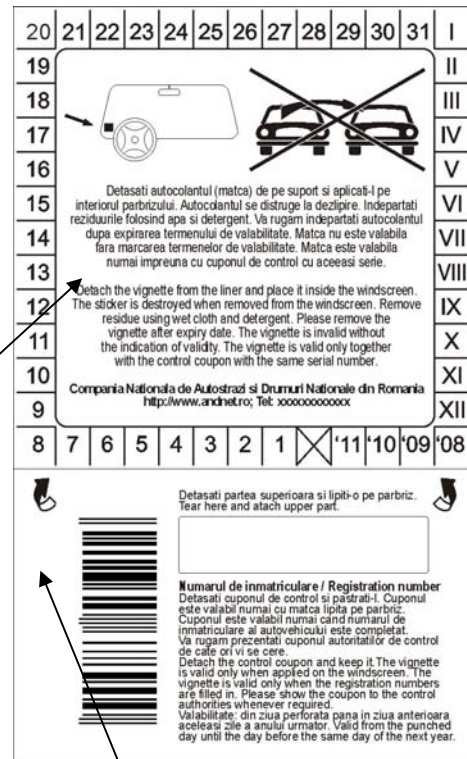 20 21 22 23 24 25 26 27 28 29 30 31 I
19 II
18 III
17 IV
16 V
15 VI
14 VII
13 VIII
12 IX
11 X
10 XI
9 XII
Detasati autocolantul (matca) de pe suport si aplicati-l pe
interiorul parbrizului. Autocolantul se distruge la dezlipire. Indepartati
reziduurile folosind apa si detergent. Va rugam indepartati autocolantul
dupa expirarea termenului de valabilitate. Matca nu este valabila
fara marcarea termenelor de valabilitate. Matca este valabila
numai impreuna cu cuponul de control cu aceeasi serie.
Detach the vignette from the liner and place it inside the windscreen.
The sticker is destroyed when removed from the windscreen. Remove
residue using wet cloth and detergent. Please remove the
vignette after expiry date. The vignette is invalid without
the indication of validity. The vignette is valid only together
with the control coupon with the same serial number.
Compania Nationala de Autostrazi si Drumuri Nationale din Romania
http://www.andnet.ro; Tel: xxxxxxxxxxxx
8 7 6 5 4 3 2 1 '11 '10 '09 '08
Detasati partea superioara si lipiti-o pe parbriz.
Tear here and atach upper part.
Numarul de inmatriculare / Registration number
Detasati cuponul de control si pastrati-l. Cuponul
este valabil numai cu matca lipita pe parbriz.
Cuponul este valabil numai cand numarul de
inmatriculare al autovehicului este completat.
Va rugam prezentati cuponul autoritatilor de control
de cate ori vi se cere.
Detach the control coupon and keep it. The vignette
is valid only when applied on the windscreen. The
vignette is valid only when the registration numbers
are filled in. Please show the coupon to the control
authorities whenever required.
Valabilitate: din ziua perforata pana in ziua anterioara
aceleasi zile a anului urmator. Valid from the punched
day until the day before the same day of the next year.